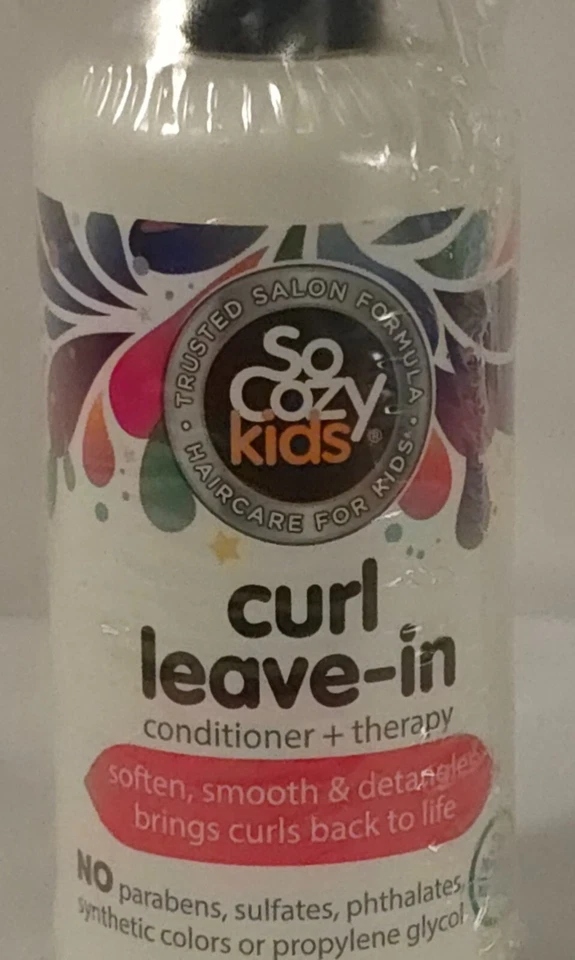 TRUSTED SALON FORMULA
So
Cozy
kids®
HAIRCARE FOR KIDS
curl
leave-in
conditioner + therapy
soften, smooth & detangles
brings curls back to life
NO parabens, sulfates, phthalates,
synthetic colors or propylene glycol